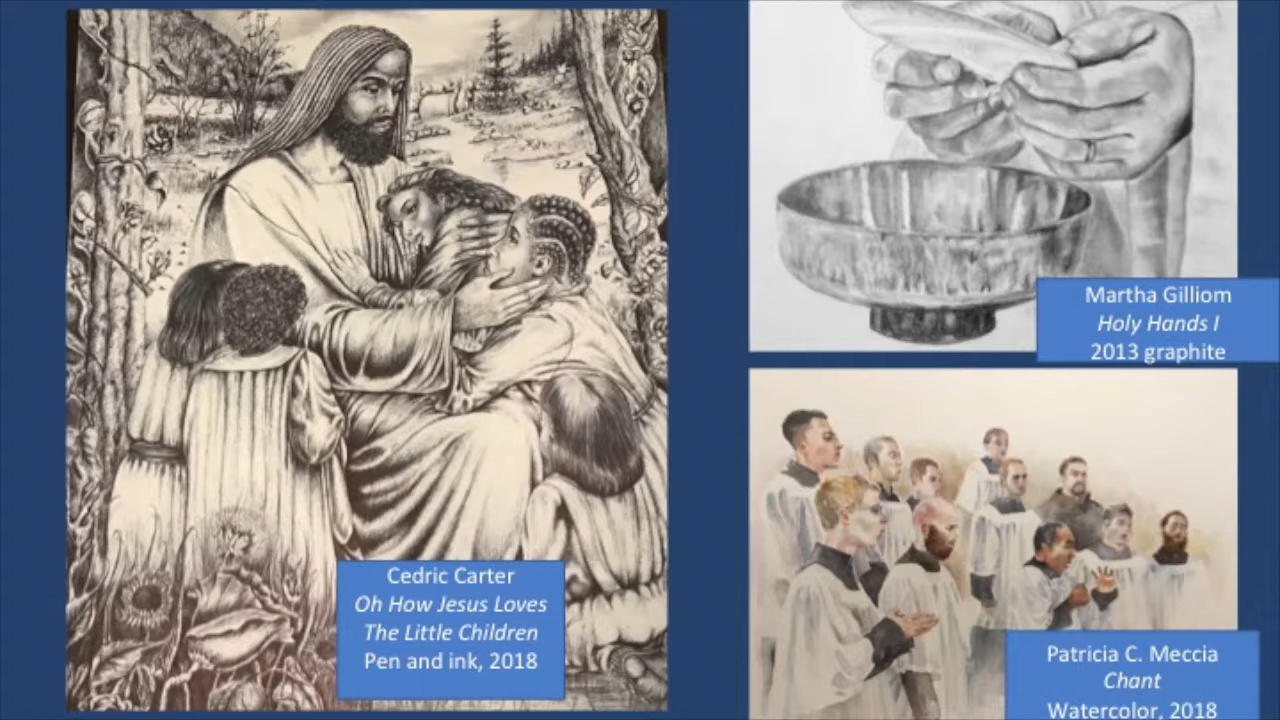 Cedric Carter
Oh How Jesus Loves
The Little Children
Pen and ink, 2018
Martha Gilliom
Holy Hands I
2013 graphite
Patricia C. Meccia
Chant
Watercolor, 2018